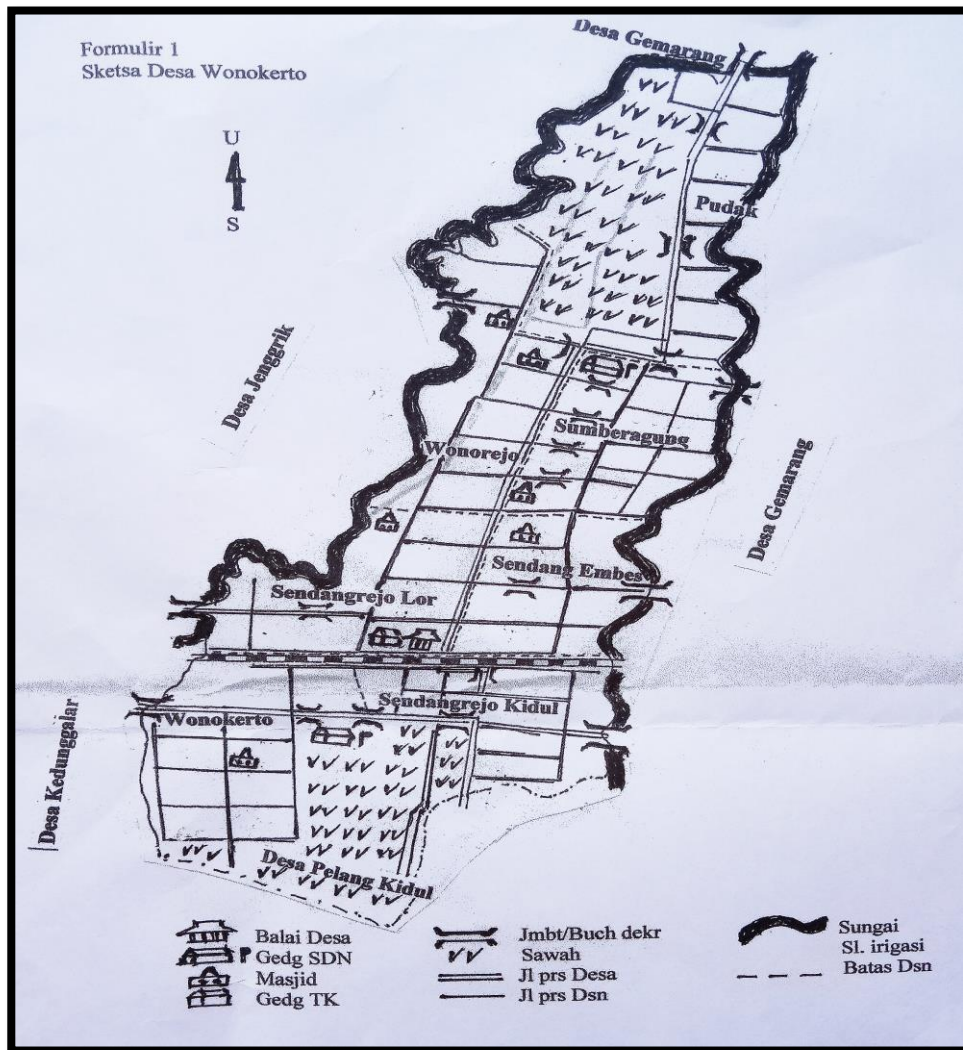 Formulir 1
Sketsa Desa Wonokerto
Desa Gemarang
U
S
Pudak
Desa Jenggrik
Sumberagung
Wonorejo
Desa Gemarang
Sendang Embes
Sendangrejo Lor
Sendangrejo Kidul
Wonokerto
Desa Kedunggalar
Desa Pelang Kidul
Balai Desa
Gedg SDN
Masjid
Gedg TK
Jmbt/Buch dekr
Sawah
Jl prs Desa
Jl prs Dsn
Sungai
Sl. irigasi
Batas Dsn